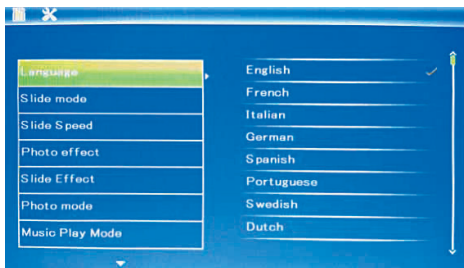 Language
Slide mode
Slide Speed
Photo effect
Slide Effect
Photo mode
Music Play Mode
English
French
Italian
German
Spanish
Portuguese
Swedish
Dutch